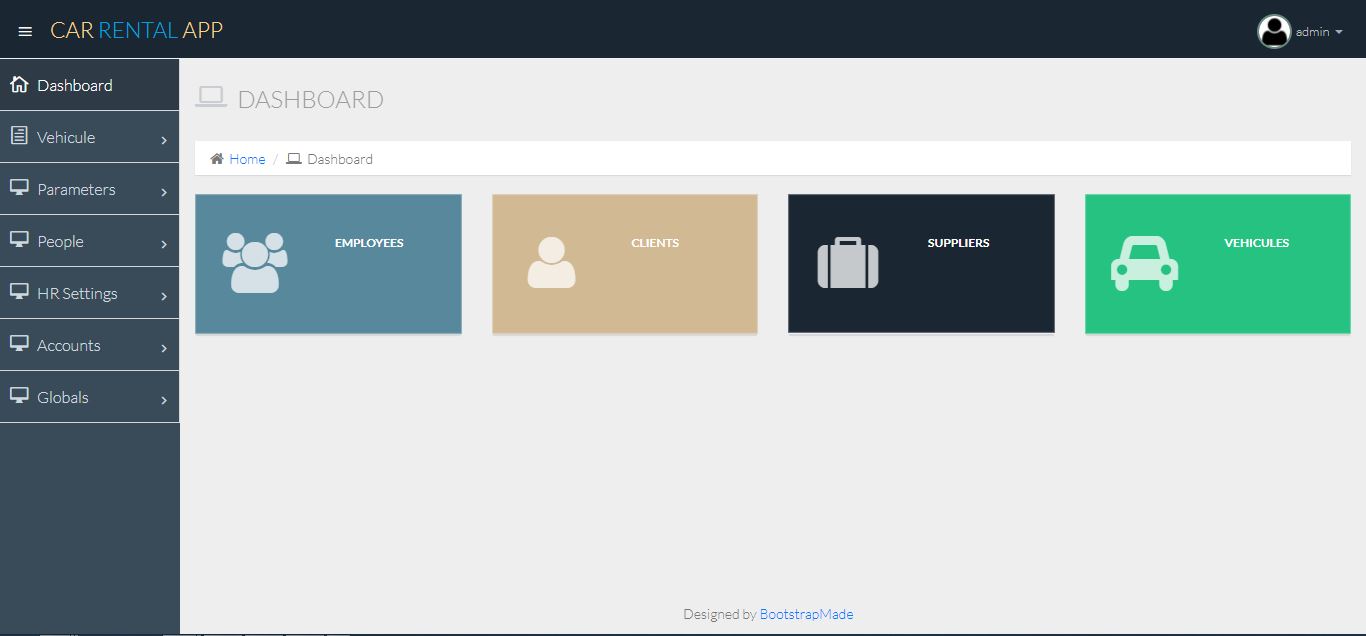 CAR RENTAL APP
admin
Dashboard
Vehicule
Parameters
People
HR Settings
Accounts
Globals
DASHBOARD
Home / Dashboard
EMPLOYEES
CLIENTS
SUPPLIERS
VEHICULES
Designed by BootstrapMade